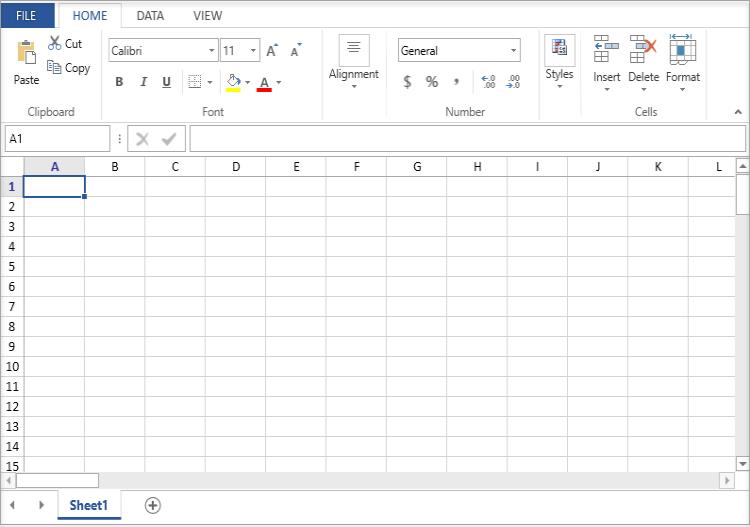 FILE HOME DATA VIEW
Cut
Copy
Paste
Calibri 11 A A
B I U A
Alignment
General
$ % , .0 .00 .00 .0
Styles
Insert Delete Format
Clipboard Font Number Cells
A1
A B C D E F G H I J K L
1
2
3
4
5
6
7
8
9
10
11
12
13
14
15
Sheet1